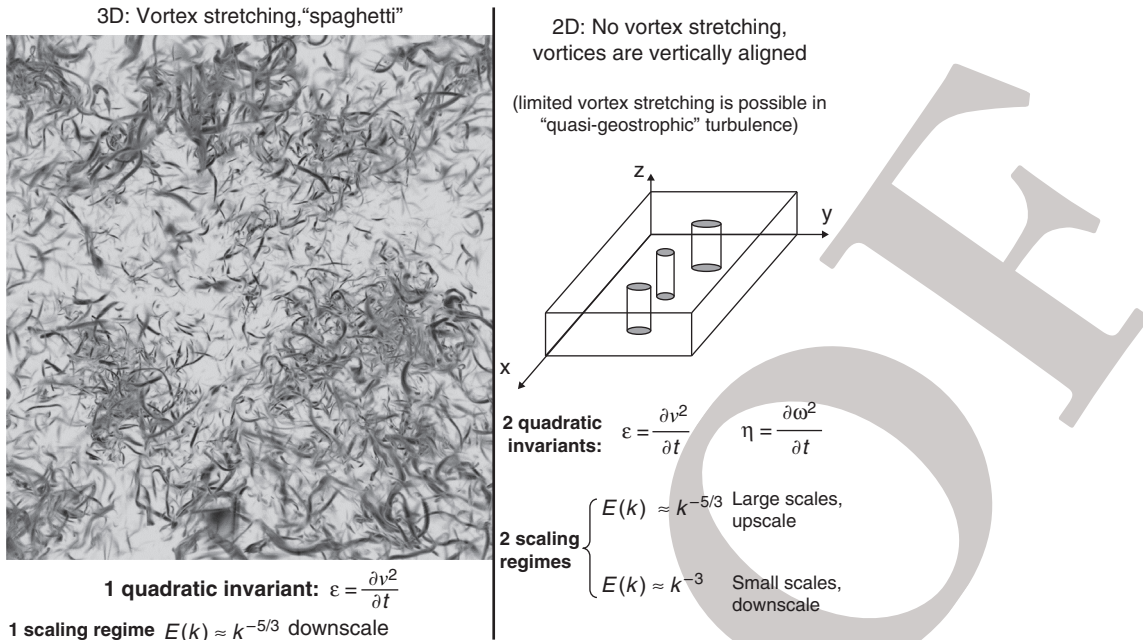 3D: Vortex stretching,“spaghetti”
1 quadratic invariant: ε = ∂v²/∂t
1 scaling regime E(k) ≈ k^{-5/3} downscale
2D: No vortex stretching,
vortices are vertically aligned
(limited vortex stretching is possible in
“quasi-geostrophic” turbulence)
z
y
x
2 quadratic
invariants: ε = ∂v²/∂t η = ∂ω²/∂t
2 scaling
regimes
E(k) ≈ k^{-5/3} Large scales,
upscale
E(k) ≈ k^{-3} Small scales,
downscale
OF